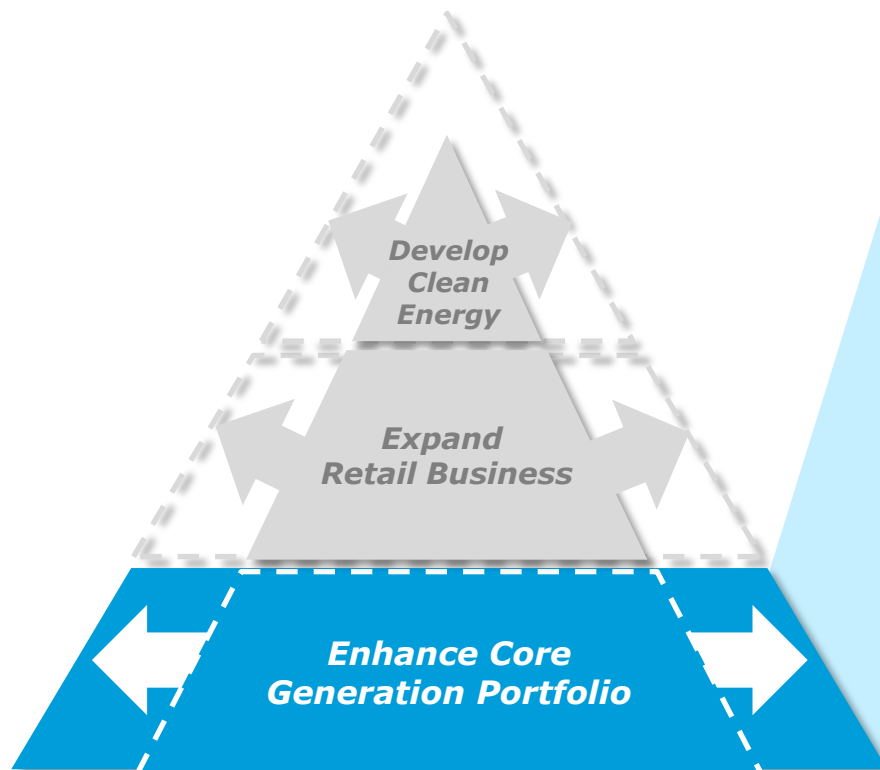 Develop
Clean
Energy
Expand
Retail Business
Enhance Core
Generation Portfolio